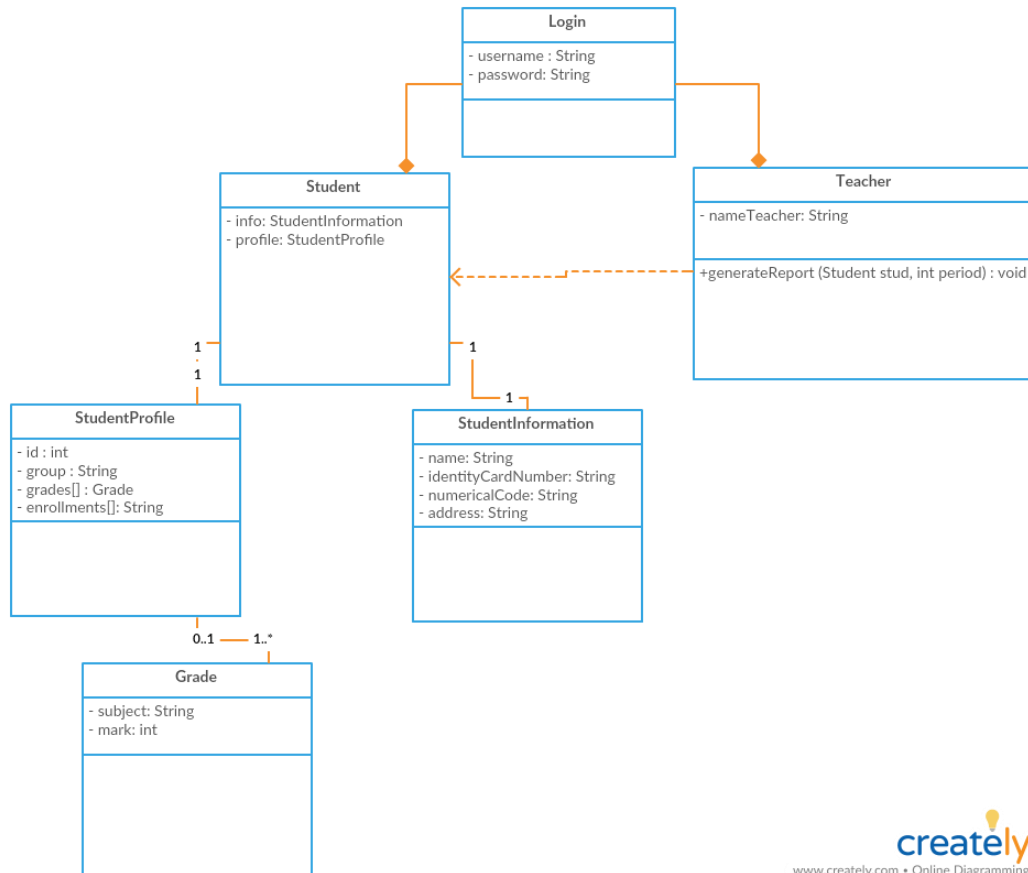 Login
- username : String
- password: String
Student
- info: StudentInformation
- profile: StudentProfile
Teacher
- nameTeacher: String
+generateReport (Student stud, int period) : void
1
1
1
1
StudentProfile
- id : int
- group : String
- grades[] : Grade
- enrollments[]: String
StudentInformation
- name: String
- identityCardNumber: String
- numericalCode: String
- address: String
0..1
1..*
Grade
- subject: String
- mark: int
creately
www.creately.com • Online Diagramming